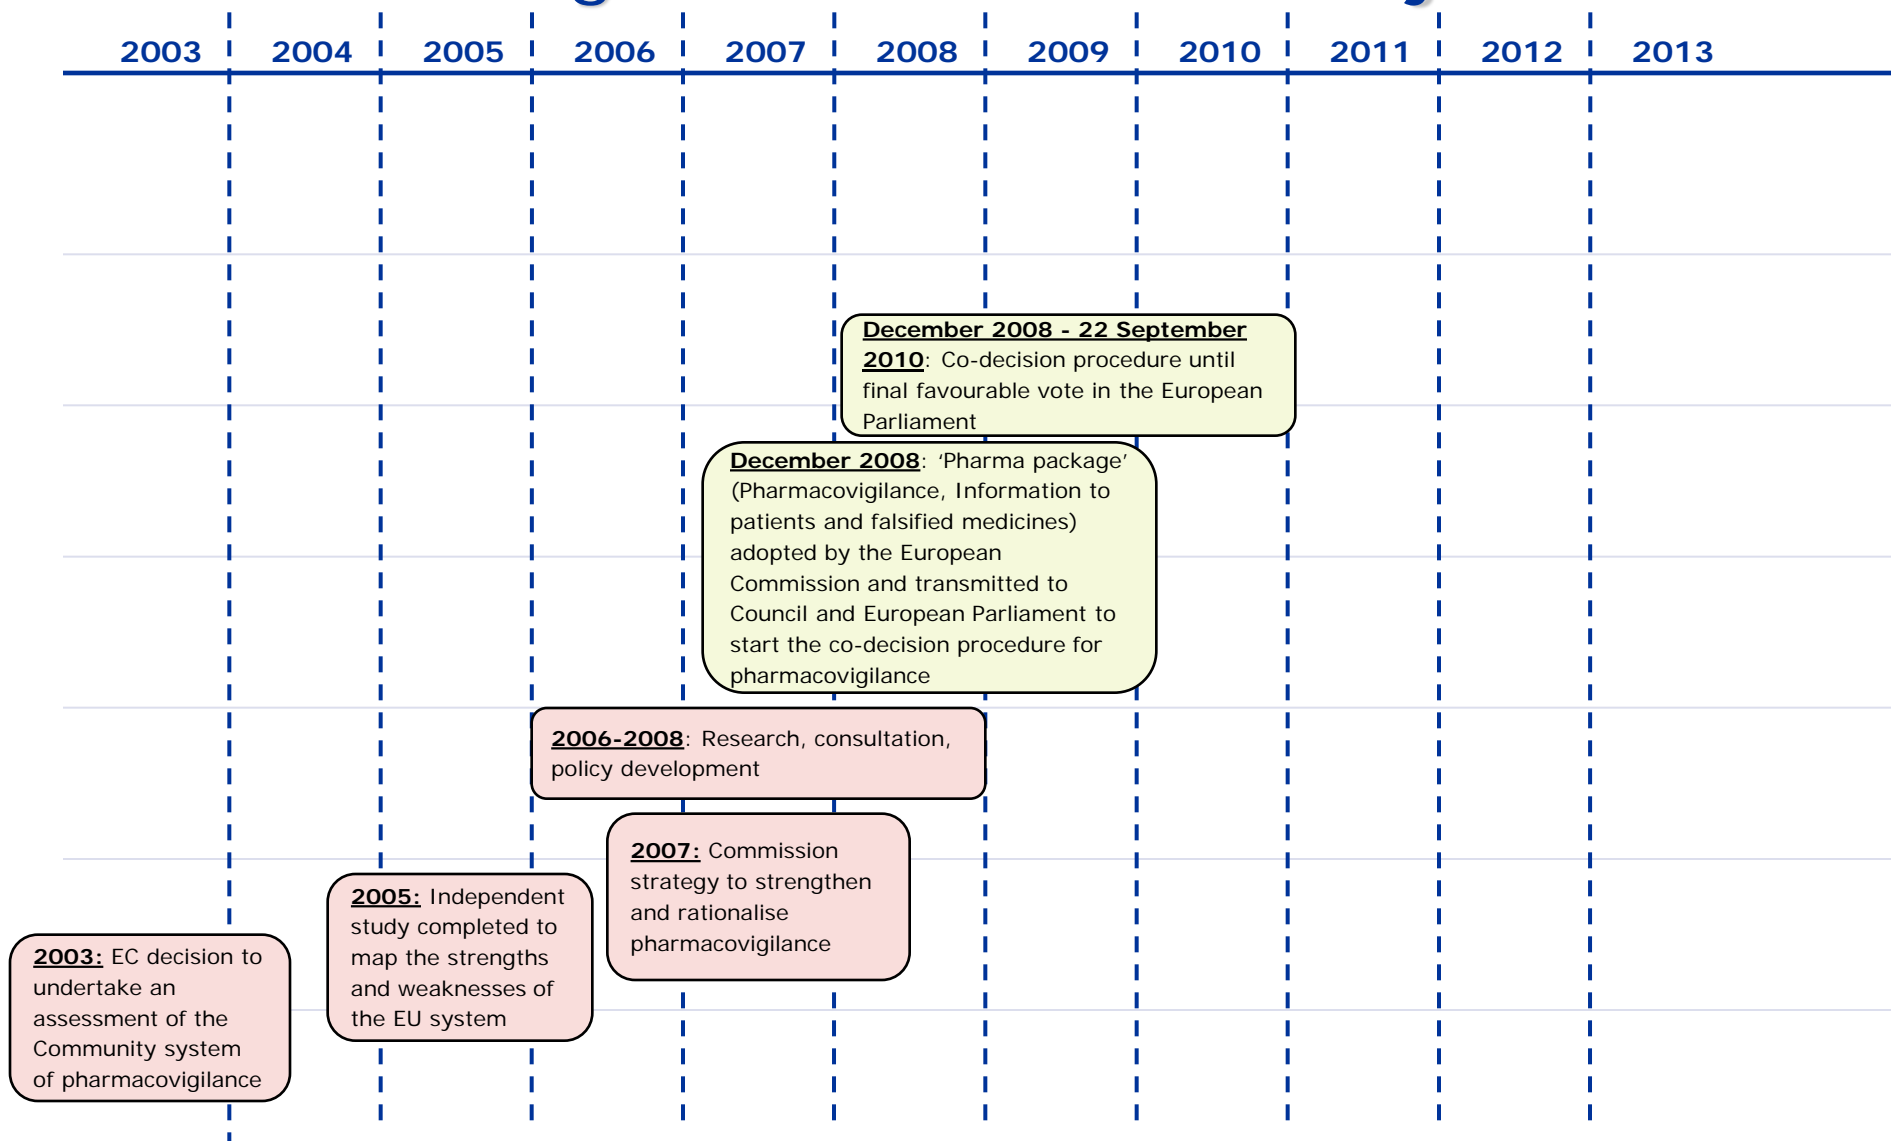 2003 2004 2005 2006 2007 2008 2009 2010 2011 2012 2013
December 2008 - 22 September
2010: Co-decision procedure until
final favourable vote in the European
Parliament
December 2008: ‘Pharma package’
(Pharmacovigilance, Information to
patients and falsified medicines)
adopted by the European
Commission and transmitted to
Council and European Parliament to
start the co-decision procedure for
pharmacovigilance
2006-2008: Research, consultation,
policy development
2007: Commission
strategy to strengthen
and rationalise
pharmacovigilance
2005: Independent
study completed to
map the strengths
and weaknesses of
the EU system
2003: EC decision to
undertake an
assessment of the
Community system
of pharmacovigilance